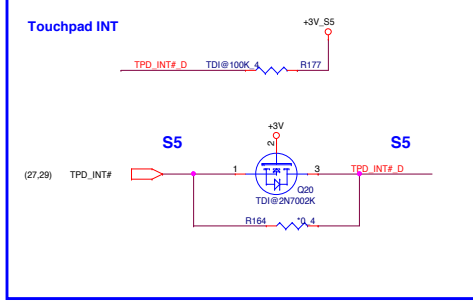 Touchpad INT
+3V_S5
TPD_INT#_D TDI@100K_4 R177
+3V
S5 S5
2
(27,29) TPD_INT# 1 3 TPD_INT#_D
Q20
TDI@2N7002K
R164 *0_4